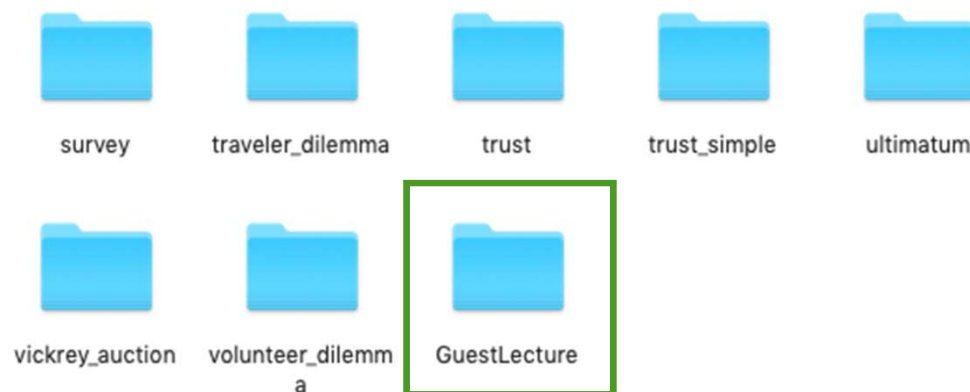 survey
traveler_dilemma
trust
trust_simple
ultimatum
vickrey_auction
volunteer_dilemm
a
GuestLecture